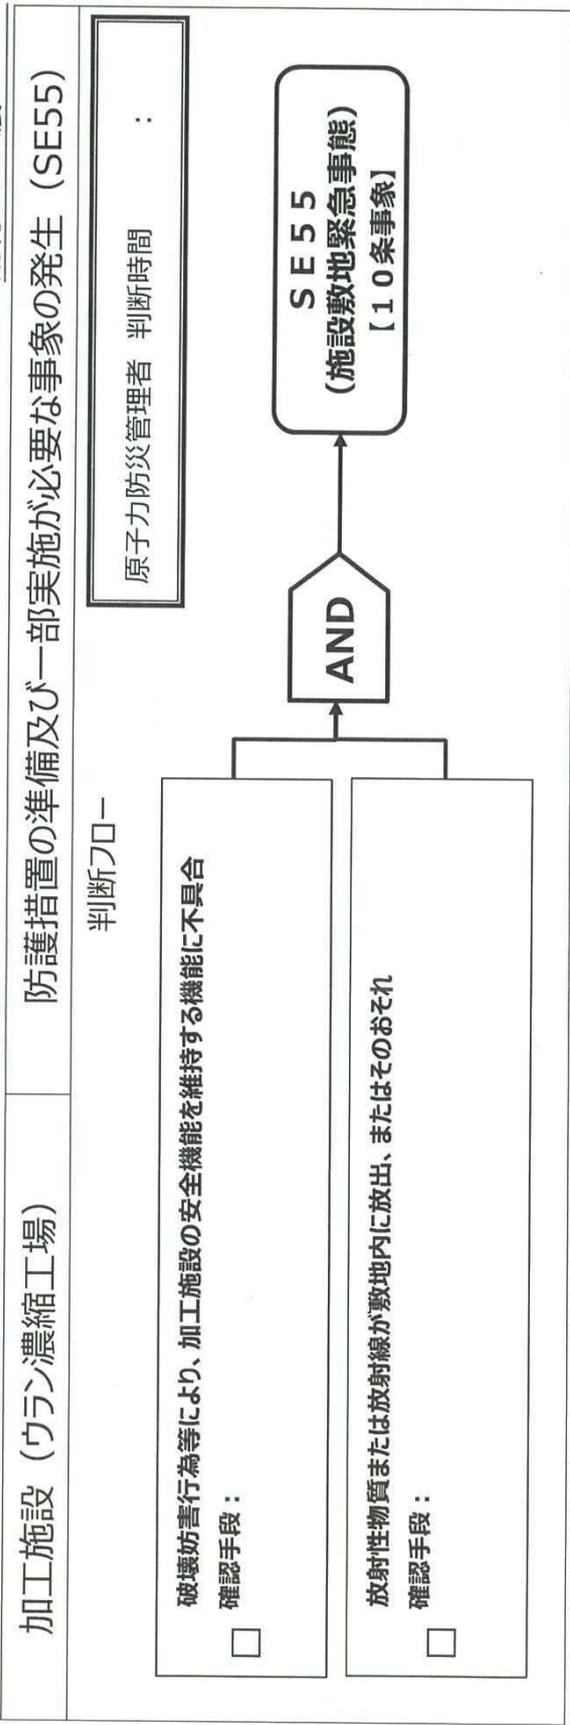 加工施設（ウラン濃縮工場）
防護措置の準備及び一部実施が必要な事象の発生（SE55）
原子力防災管理者 判断時間 :
判断フロー
破壊妨害行為等により、加工施設の安全機能を維持する機能に不具合
□ 確認手段：
放射性物質または放射線が敷地内に放出、またはそのおそれ
□ 確認手段：
AND
ＳＥ５５
（施設敷地緊急事態）
【１０条事象】